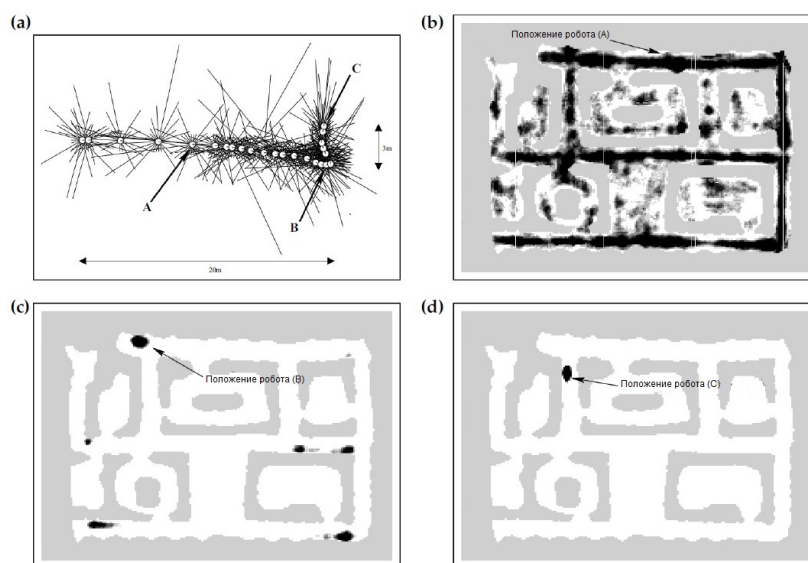 (a)
C
3m
A
B
20m
(b)
Положение робота (A)
(c)
Положение робота (B)
(d)
Положение робота (C)